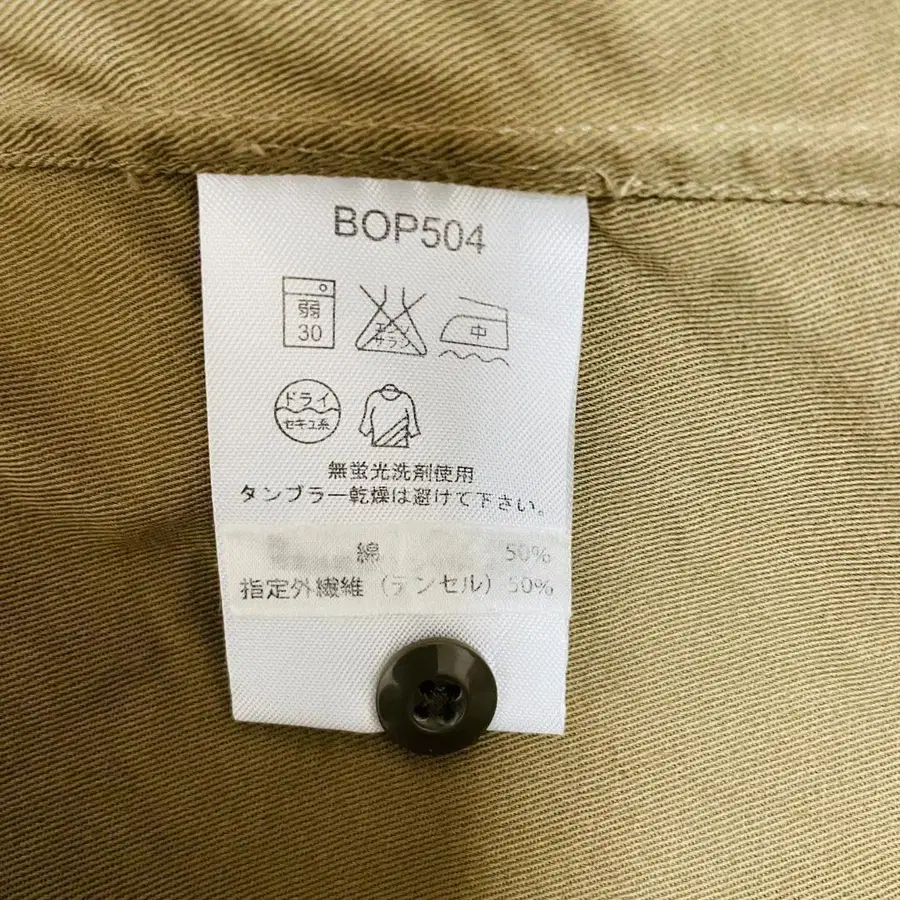 BOP504
弱
30
エンソ
サラシ
中
ドライ
セキユ系
無蛍光洗剤使用
タンブラー乾燥は避けて下さい。
綿 50%
指定外繊維（テンセル）50%